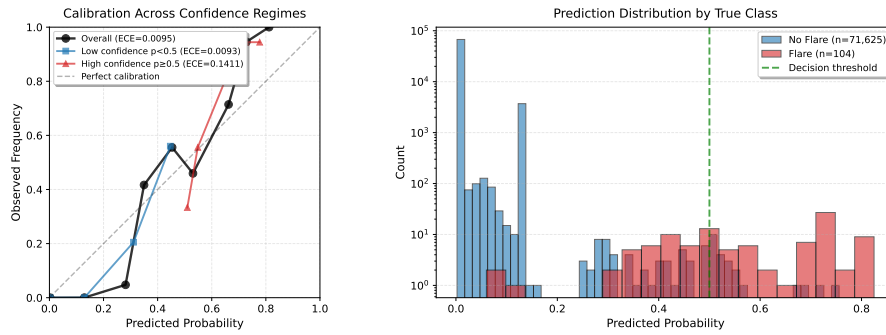 Calibration Across Confidence Regimes
Overall (ECE=0.0095)
Low confidence p<0.5 (ECE=0.0093)
High confidence p≥0.5 (ECE=0.1411)
Perfect calibration
Observed Frequency
1.0
0.8
0.6
0.4
0.2
0.0
0.0 0.2 0.4 0.6 0.8 1.0
Predicted Probability
Prediction Distribution by True Class
No Flare (n=71,625)
Flare (n=104)
Decision threshold
Count
10⁵
10⁴
10³
10²
10¹
10⁰
0.0 0.2 0.4 0.6 0.8
Predicted Probability